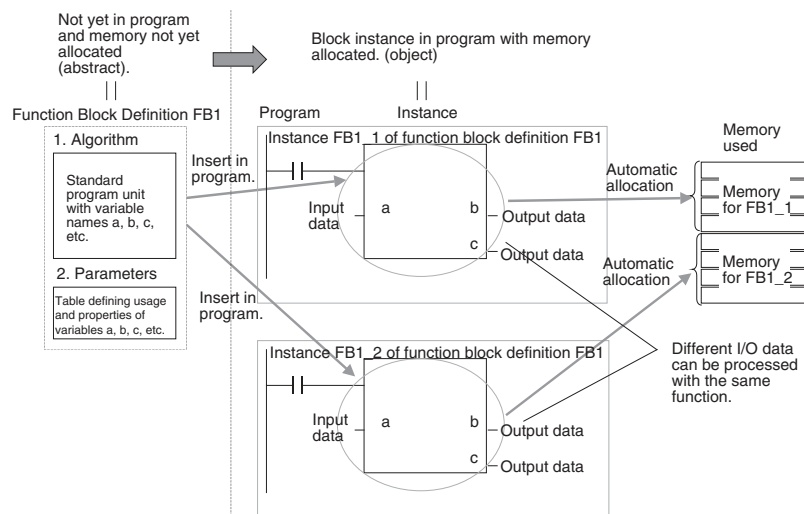 Not yet in program
and memory not yet
allocated
(abstract).
Block instance in program with memory
allocated. (object)
Function Block Definition FB1
Program
Instance
1. Algorithm
Standard
program unit
with variable
names a, b, c,
etc.
2. Parameters
Table defining usage
and properties of
variables a, b, c, etc.
Insert in
program.
Insert in
program.
Instance FB1_1 of function block definition FB1
Input
data
a
b
c
Output data
Output data
Instance FB1_2 of function block definition FB1
Input
data
a
b
c
Output data
Output data
Automatic
allocation
Automatic
allocation
Memory
used
Memory
for FB1_1
Memory
for FB1_2
Different I/O data
can be processed
with the same
function.